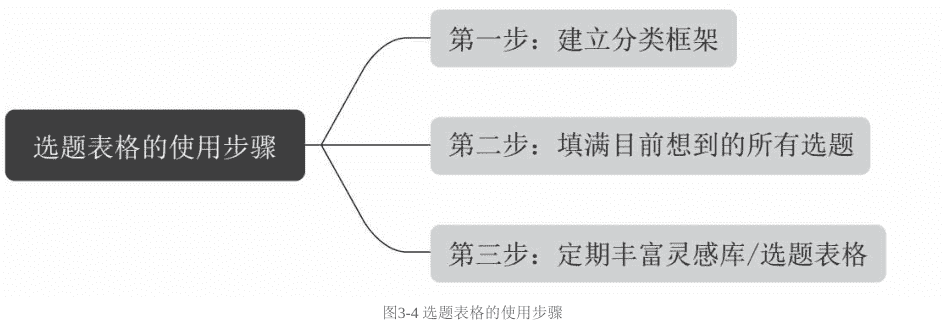 选题表格的使用步骤
第一步：建立分类框架
第二步：填满目前想到的所有选题
第三步：定期丰富灵感库/选题表格
图3-4 选题表格的使用步骤